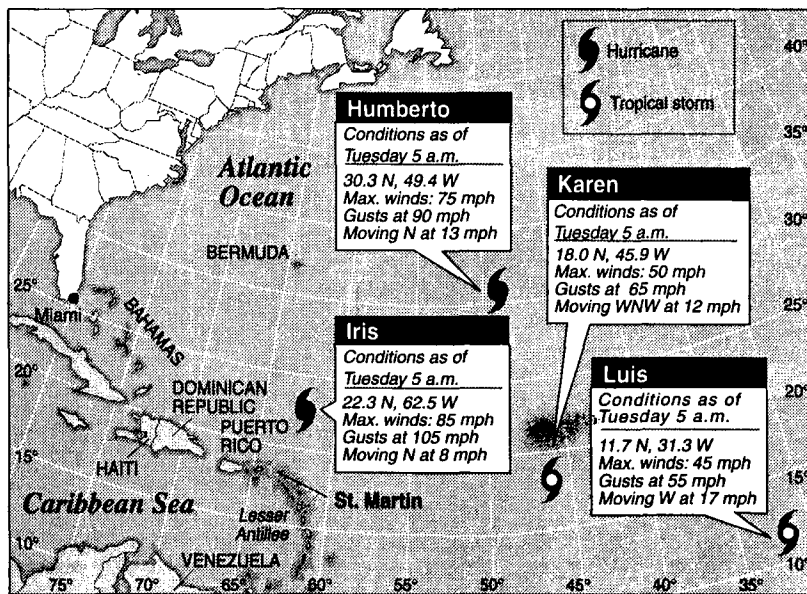 Hurricane
Tropical storm
40°
35°
30°
25°
20°
15°
10°
Humberto
Conditions as of
Tuesday 5 a.m.
30.3 N, 49.4 W
Max. winds: 75 mph
Gusts at 90 mph
Moving N at 13 mph
Karen
Conditions as of
Tuesday 5 a.m.
18.0 N, 45.9 W
Max. winds: 50 mph
Gusts at 65 mph
Moving WNW at 12 mph
Iris
Conditions as of
Tuesday 5 a.m.
22.3 N, 62.5 W
Max. winds: 85 mph
Gusts at 105 mph
Moving N at 8 mph
Luis
Conditions as of
Tuesday 5 a.m.
11.7 N, 31.3 W
Max. winds: 45 mph
Gusts at 55 mph
Moving W at 17 mph
Atlantic
Ocean
BERMUDA
25°
Miami
BAHAMAS
20°
DOMINICAN
REPUBLIC
PUERTO
RICO
HAITI
15°
St. Martin
Caribbean Sea
Lesser
Antilles
10°
VENEZUELA
75°
70°
65°
60°
55°
50°
45°
40°
35°